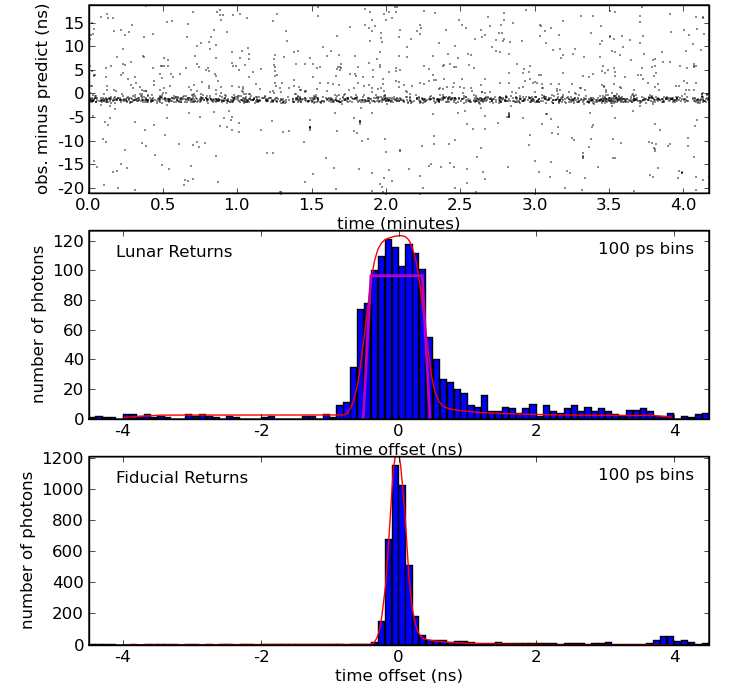 obs. minus predict (ns)
15
10
5
0
-5
-10
-15
-20
0.0 0.5 1.0 1.5 2.0 2.5 3.0 3.5 4.0
time (minutes)
number of photons
120
100
80
60
40
20
0
Lunar Returns
100 ps bins
-4 -2 0 2 4
time offset (ns)
number of photons
1200
1000
800
600
400
200
0
Fiducial Returns
100 ps bins
-4 -2 0 2 4
time offset (ns)